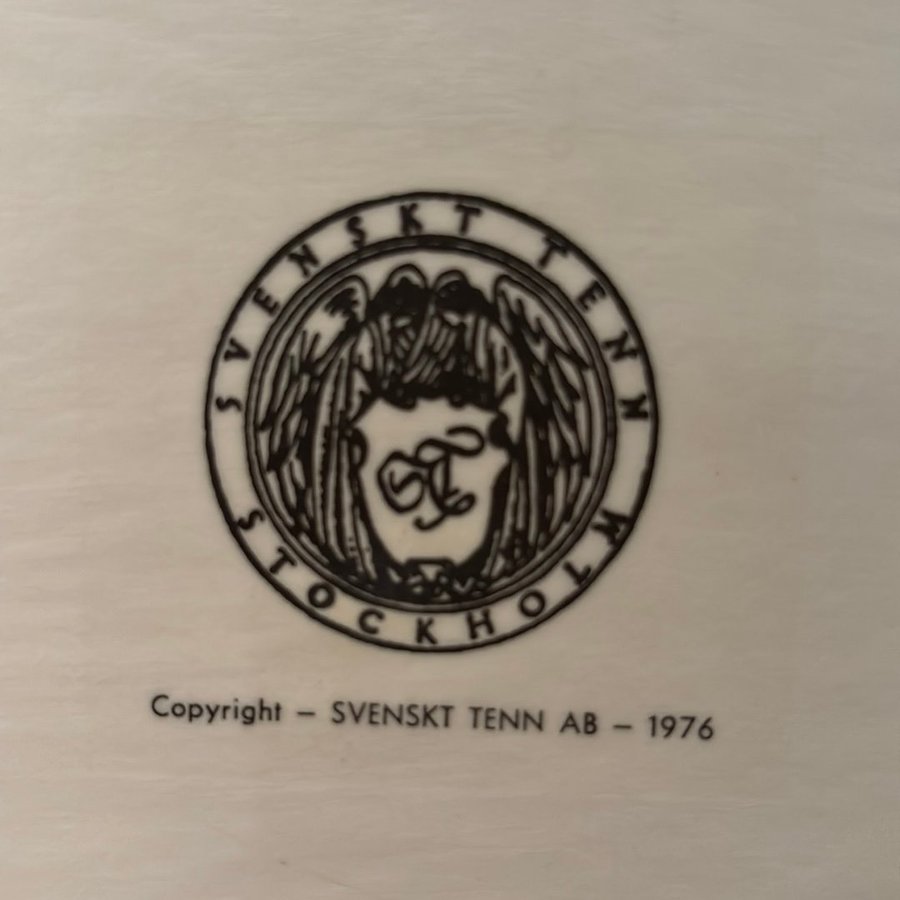 SVENSKT TENN
ST
STOCKHOLM
Copyright – SVENSKT TENN AB – 1976